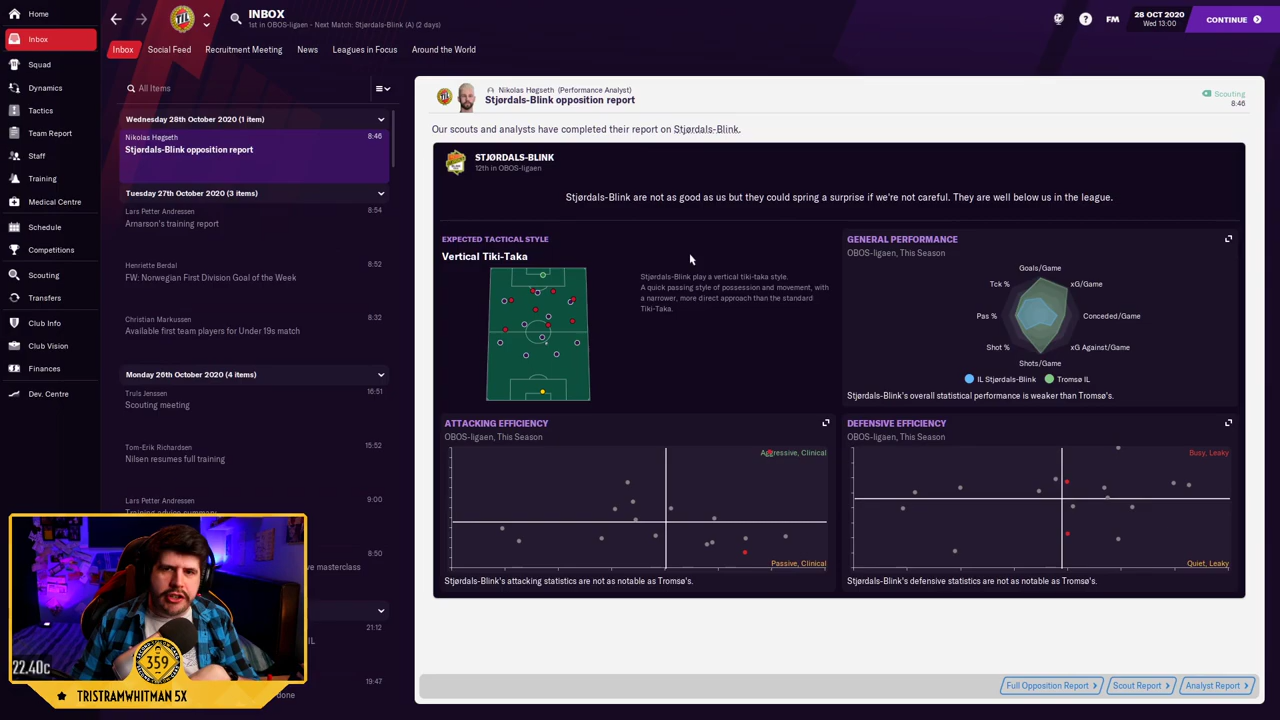 Home
Inbox
Squad
Dynamics
Tactics
Team Report
Staff
Training
Medical Centre
Schedule
Competitions
Scouting
Transfers
Club Info
Club Vision
Finances
Dev. Centre
INBOX
1st in OBOS-ligaen - Next Match: Stjørdals-Blink (A) (2 days)
FM
28 OCT 2020
Wed 13:00
CONTINUE
Inbox
Social Feed
Recruitment Meeting
News
Leagues in Focus
Around the World
All Items
Wednesday 28th October 2020 (1 item)
Nikolas Høgseth 8:46
Stjørdals-Blink opposition report
Tuesday 27th October 2020 (3 items)
Lars Petter Andressen 8:54
Arnarson's training report
Henriette Berdal 8:52
FW: Norwegian First Division Goal of the Week
Christian Markussen 8:32
Available first team players for Under 19s match
Monday 26th October 2020 (4 items)
Truls Jenssen 16:51
Scouting meeting
Tom-Erik Richardsen 15:52
Nilsen resumes full training
Lars Petter Andressen 9:00
Training advice summary
8:50
masterclass
21:12
IL
19:47
done
Nikolas Høgseth (Performance Analyst)
Stjørdals-Blink opposition report
Scouting
8:46
Our scouts and analysts have completed their report on Stjørdals-Blink.
STJØRDALS-BLINK
12th in OBOS-ligaen
Stjørdals-Blink are not as good as us but they could spring a surprise if we're not careful. They are well below us in the league.
EXPECTED TACTICAL STYLE
Vertical Tiki-Taka
Stjørdals-Blink play a vertical tiki-taka style.
A quick passing style of possession and movement, with
a narrower, more direct approach than the standard
Tiki-Taka.
GENERAL PERFORMANCE
OBOS-ligaen, This Season
Goals/Game
Tck %
xG/Game
Pas %
Conceded/Game
Shot %
xG Against/Game
Shots/Game
IL Stjørdals-Blink
Tromsø IL
Stjørdals-Blink's overall statistical performance is weaker than Tromsø's.
ATTACKING EFFICIENCY
OBOS-ligaen, This Season
Aggressive, Clinical
Passive, Clinical
Stjørdals-Blink's attacking statistics are not as notable as Tromsø's.
DEFENSIVE EFFICIENCY
OBOS-ligaen, This Season
Busy, Leaky
Quiet, Leaky
Stjørdals-Blink's defensive statistics are not as notable as Tromsø's.
Full Opposition Report
Scout Report
Analyst Report
22.40c
359
TRISTRAMWHITMAN 5X